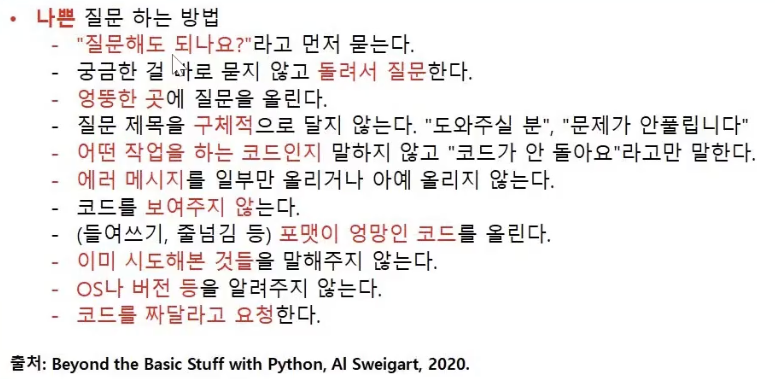 • 나쁜 질문 하는 방법
- "질문해도 되나요?"라고 먼저 묻는다.
- 궁금한 걸 바로 묻지 않고 돌려서 질문한다.
- 엉뚱한 곳에 질문을 올린다.
- 질문 제목을 구체적으로 달지 않는다. "도와주실 분", "문제가 안풀립니다"
- 어떤 작업을 하는 코드인지 말하지 않고 "코드가 안 돌아요"라고만 말한다.
- 에러 메시지를 일부만 올리거나 아예 올리지 않는다.
- 코드를 보여주지 않는다.
- (들여쓰기, 줄넘김 등) 포맷이 엉망인 코드를 올린다.
- 이미 시도해본 것들을 말해주지 않는다.
- OS나 버전 등을 알려주지 않는다.
- 코드를 짜달라고 요청한다.
출처: Beyond the Basic Stuff with Python, Al Sweigart, 2020.